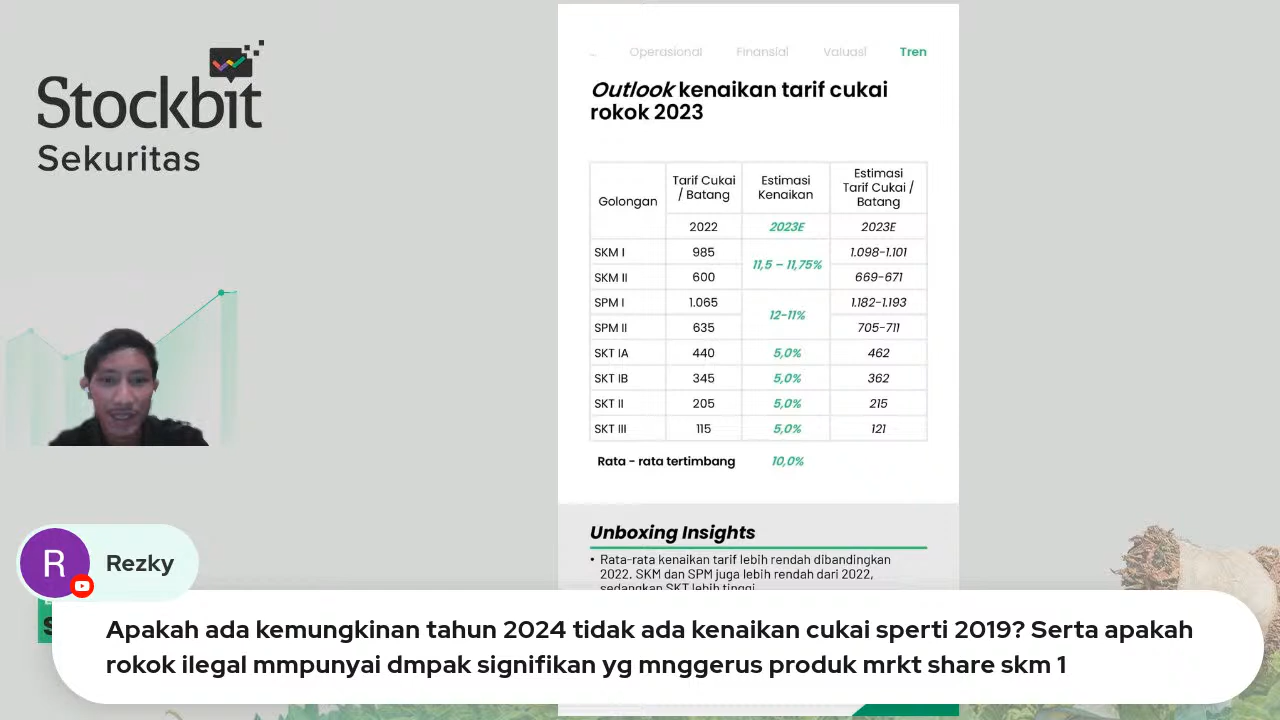 Stockbit
Sekuritas
... Operasional Finansial Valuasi Tren
Outlook kenaikan tarif cukai
rokok 2023
Golongan
Tarif Cukai
/ Batang
Estimasi
Kenaikan
Estimasi
Tarif Cukai /
Batang
2022 2023E 2023E
SKM I 985 11,5 – 11,75% 1.098-1.101
SKM II 600 669-671
SPM I 1.065 12-11% 1.182-1.193
SPM II 635 705-711
SKT IA 440 5,0% 462
SKT IB 345 5,0% 362
SKT II 205 5,0% 215
SKT III 115 5,0% 121
Rata - rata tertimbang 10,0%
Unboxing Insights
• Rata-rata kenaikan tarif lebih rendah dibandingkan
2022. SKM dan SPM juga lebih rendah dari 2022,
sedangkan SKT lebih tinggi
R Rezky
Apakah ada kemungkinan tahun 2024 tidak ada kenaikan cukai sperti 2019? Serta apakah
rokok ilegal mmpunyai dmpak signifikan yg mnggerus produk mrkt share skm 1